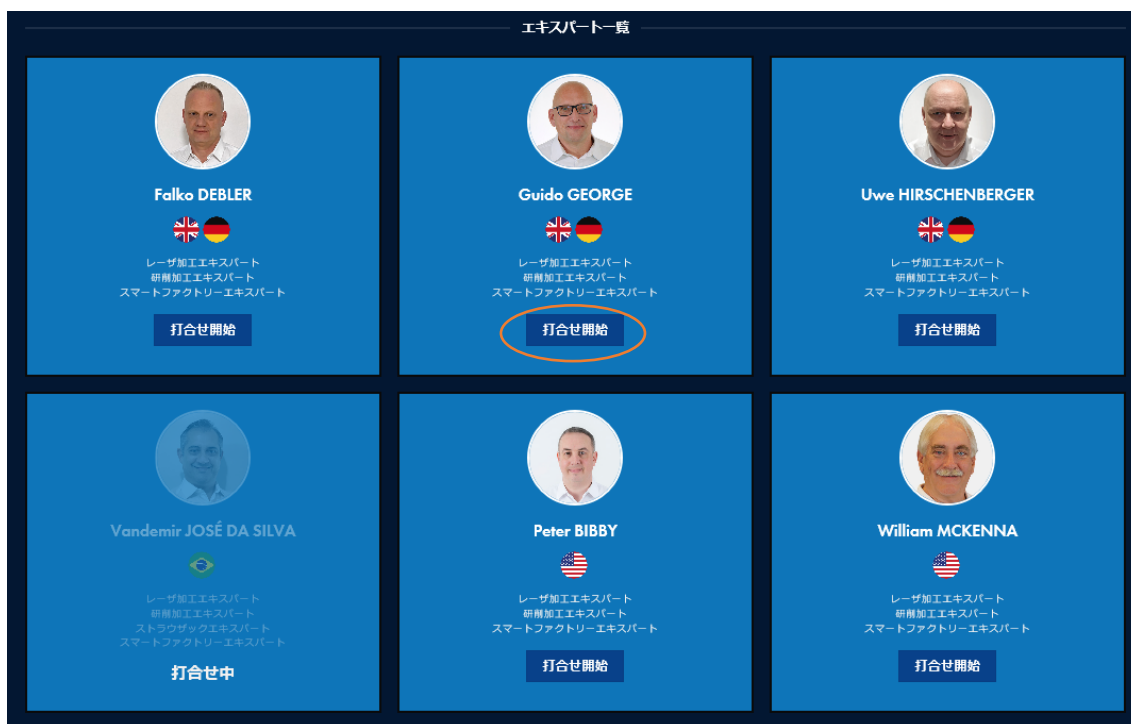 エキスパート一覧
Falko DEBLER
レーザ加工エキスパート
研削加工エキスパート
スマートファクトリーエキスパート
打合せ開始
Guido GEORGE
レーザ加工エキスパート
研削加工エキスパート
スマートファクトリーエキスパート
打合せ開始
Uwe HIRSCHENBERGER
レーザ加工エキスパート
研削加工エキスパート
スマートファクトリーエキスパート
打合せ開始
Vandemir JOSÉ DA SILVA
レーザ加工エキスパート
研削加工エキスパート
ストラウザックエキスパート
スマートファクトリーエキスパート
打合せ中
Peter BIBBY
レーザ加工エキスパート
研削加工エキスパート
スマートファクトリーエキスパート
打合せ開始
William MCKENNA
レーザ加工エキスパート
研削加工エキスパート
スマートファクトリーエキスパート
打合せ開始